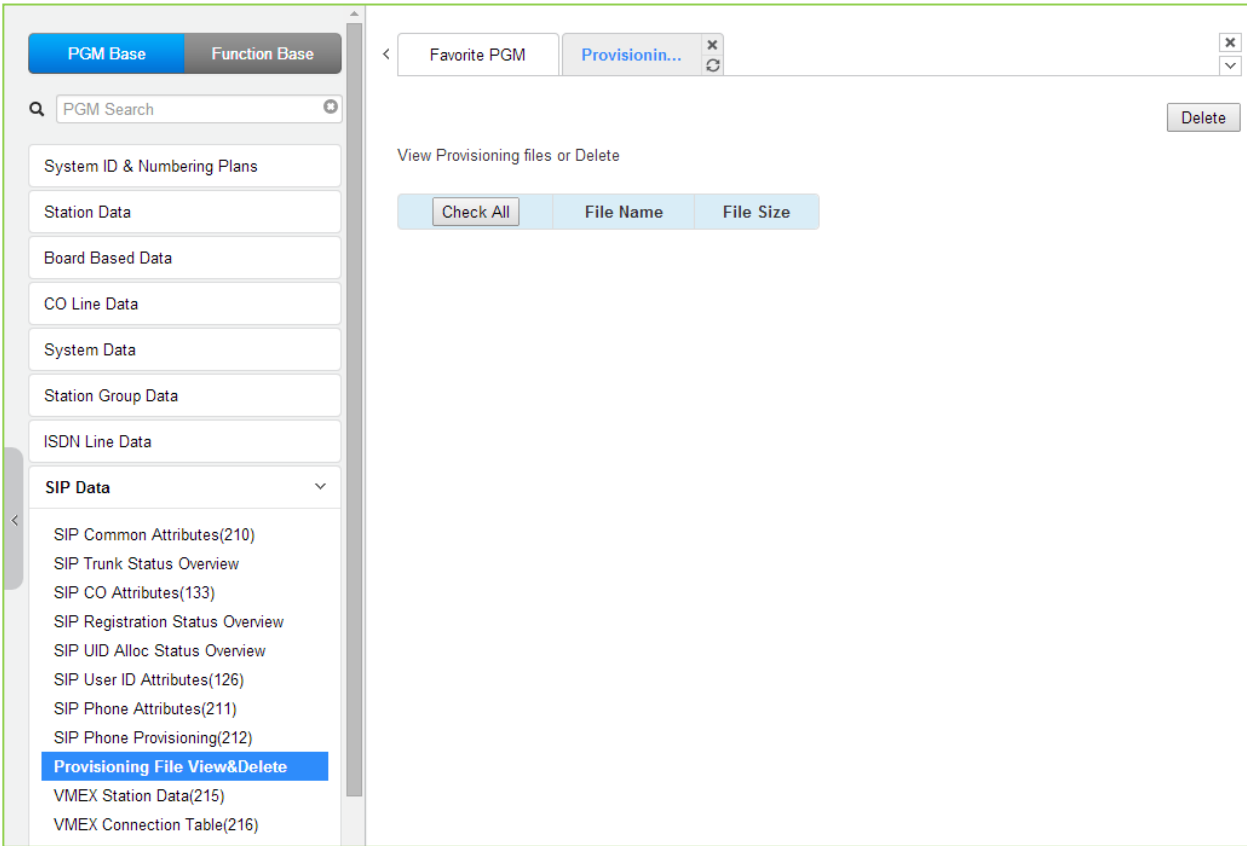 PGM Base Function Base
PGM Search
System ID & Numbering Plans
Station Data
Board Based Data
CO Line Data
System Data
Station Group Data
ISDN Line Data
SIP Data
SIP Common Attributes(210)
SIP Trunk Status Overview
SIP CO Attributes(133)
SIP Registration Status Overview
SIP UID Alloc Status Overview
SIP User ID Attributes(126)
SIP Phone Attributes(211)
SIP Phone Provisioning(212)
Provisioning File View&Delete
VMEX Station Data(215)
VMEX Connection Table(216)
Favorite PGM Provisionin...
Delete
View Provisioning files or Delete
Check All File Name File Size